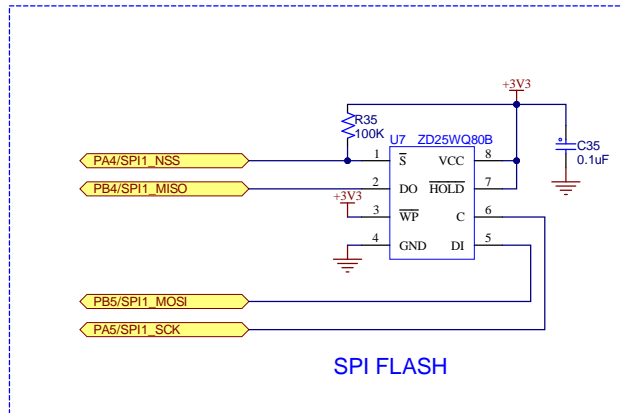 +3V3
R35
100K
U7 ZD25WQ80B
C35
0.1uF
PA4/SPI1_NSS 1 S VCC 8
PB4/SPI1_MISO 2 DO HOLD 7
+3V3
3 WP C 6
4 GND DI 5
PB5/SPI1_MOSI
PA5/SPI1_SCK
SPI FLASH